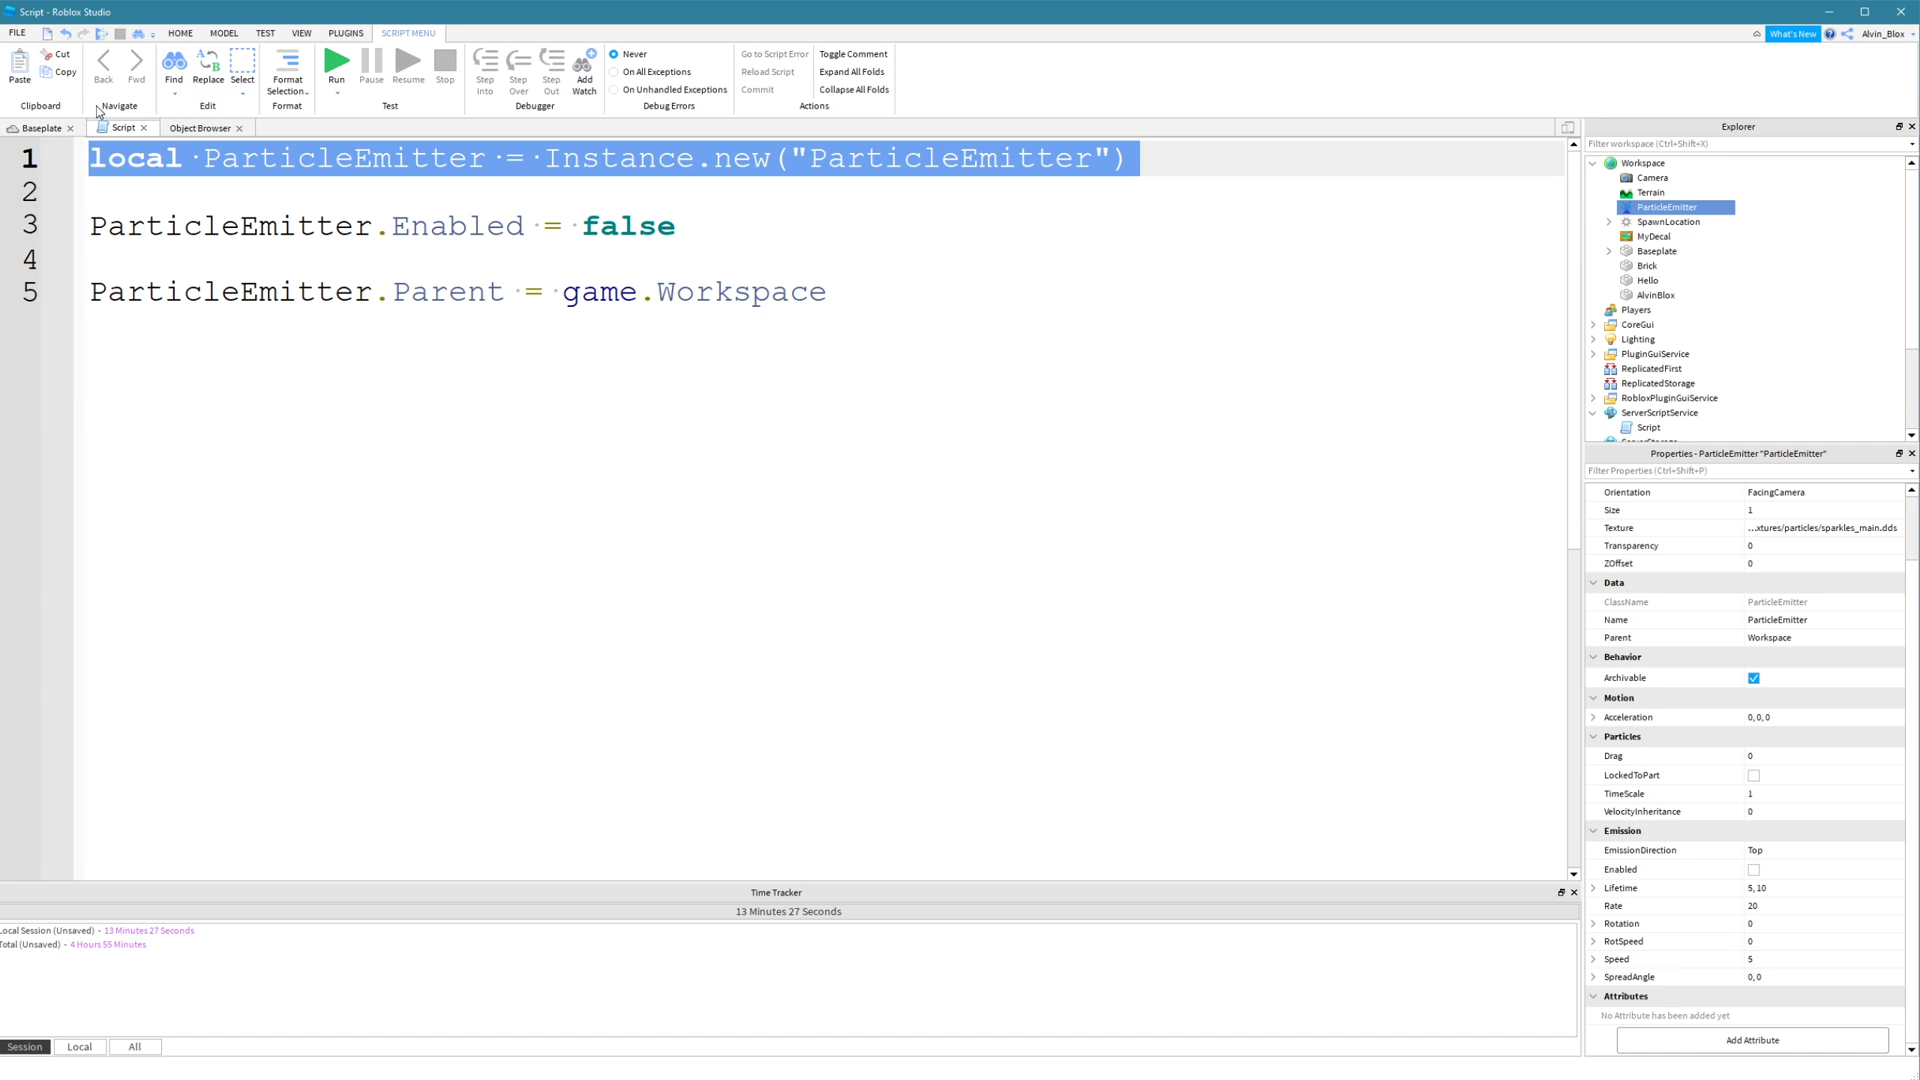 Script - Roblox Studio
FILE
HOME
MODEL
TEST
VIEW
PLUGINS
SCRIPT MENU
What's New
Alvin_Blox
Paste
Cut
Copy
Clipboard
Back
Fwd
Navigate
Find
Replace
Select
Edit
Format
Selection
Format
Run
Pause
Resume
Stop
Test
Step
Into
Step
Over
Step
Out
Add
Watch
Debugger
Never
On All Exceptions
On Unhandled Exceptions
Debug Errors
Go to Script Error
Reload Script
Commit
Toggle Comment
Expand All Folds
Collapse All Folds
Actions
Baseplate
Script
Object Browser
1 local ParticleEmitter = Instance.new("ParticleEmitter")
2
3 ParticleEmitter.Enabled = false
4
5 ParticleEmitter.Parent = game.Workspace
Time Tracker
13 Minutes 27 Seconds
Local Session (Unsaved) - 13 Minutes 27 Seconds
Total (Unsaved) - 4 Hours 55 Minutes
Session
Local
All
Explorer
Filter workspace (Ctrl+Shift+X)
Workspace
Camera
Terrain
ParticleEmitter
SpawnLocation
MyDecal
Baseplate
Brick
Hello
AlvinBlox
Players
CoreGui
Lighting
PluginGuiService
ReplicatedFirst
ReplicatedStorage
RobloxPluginGuiService
ServerScriptService
Script
Properties - ParticleEmitter "ParticleEmitter"
Filter Properties (Ctrl+Shift+P)
Orientation FacingCamera
Size 1
Texture ...xtures/particles/sparkles_main.dds
Transparency 0
ZOffset 0
Data
ClassName ParticleEmitter
Name ParticleEmitter
Parent Workspace
Behavior
Archivable
Motion
Acceleration 0, 0, 0
Particles
Drag 0
LockedToPart
TimeScale 1
VelocityInheritance 0
Emission
EmissionDirection Top
Enabled
Lifetime 5, 10
Rate 20
Rotation 0
RotSpeed 0
Speed 5
SpreadAngle 0, 0
Attributes
No Attribute has been added yet
Add Attribute